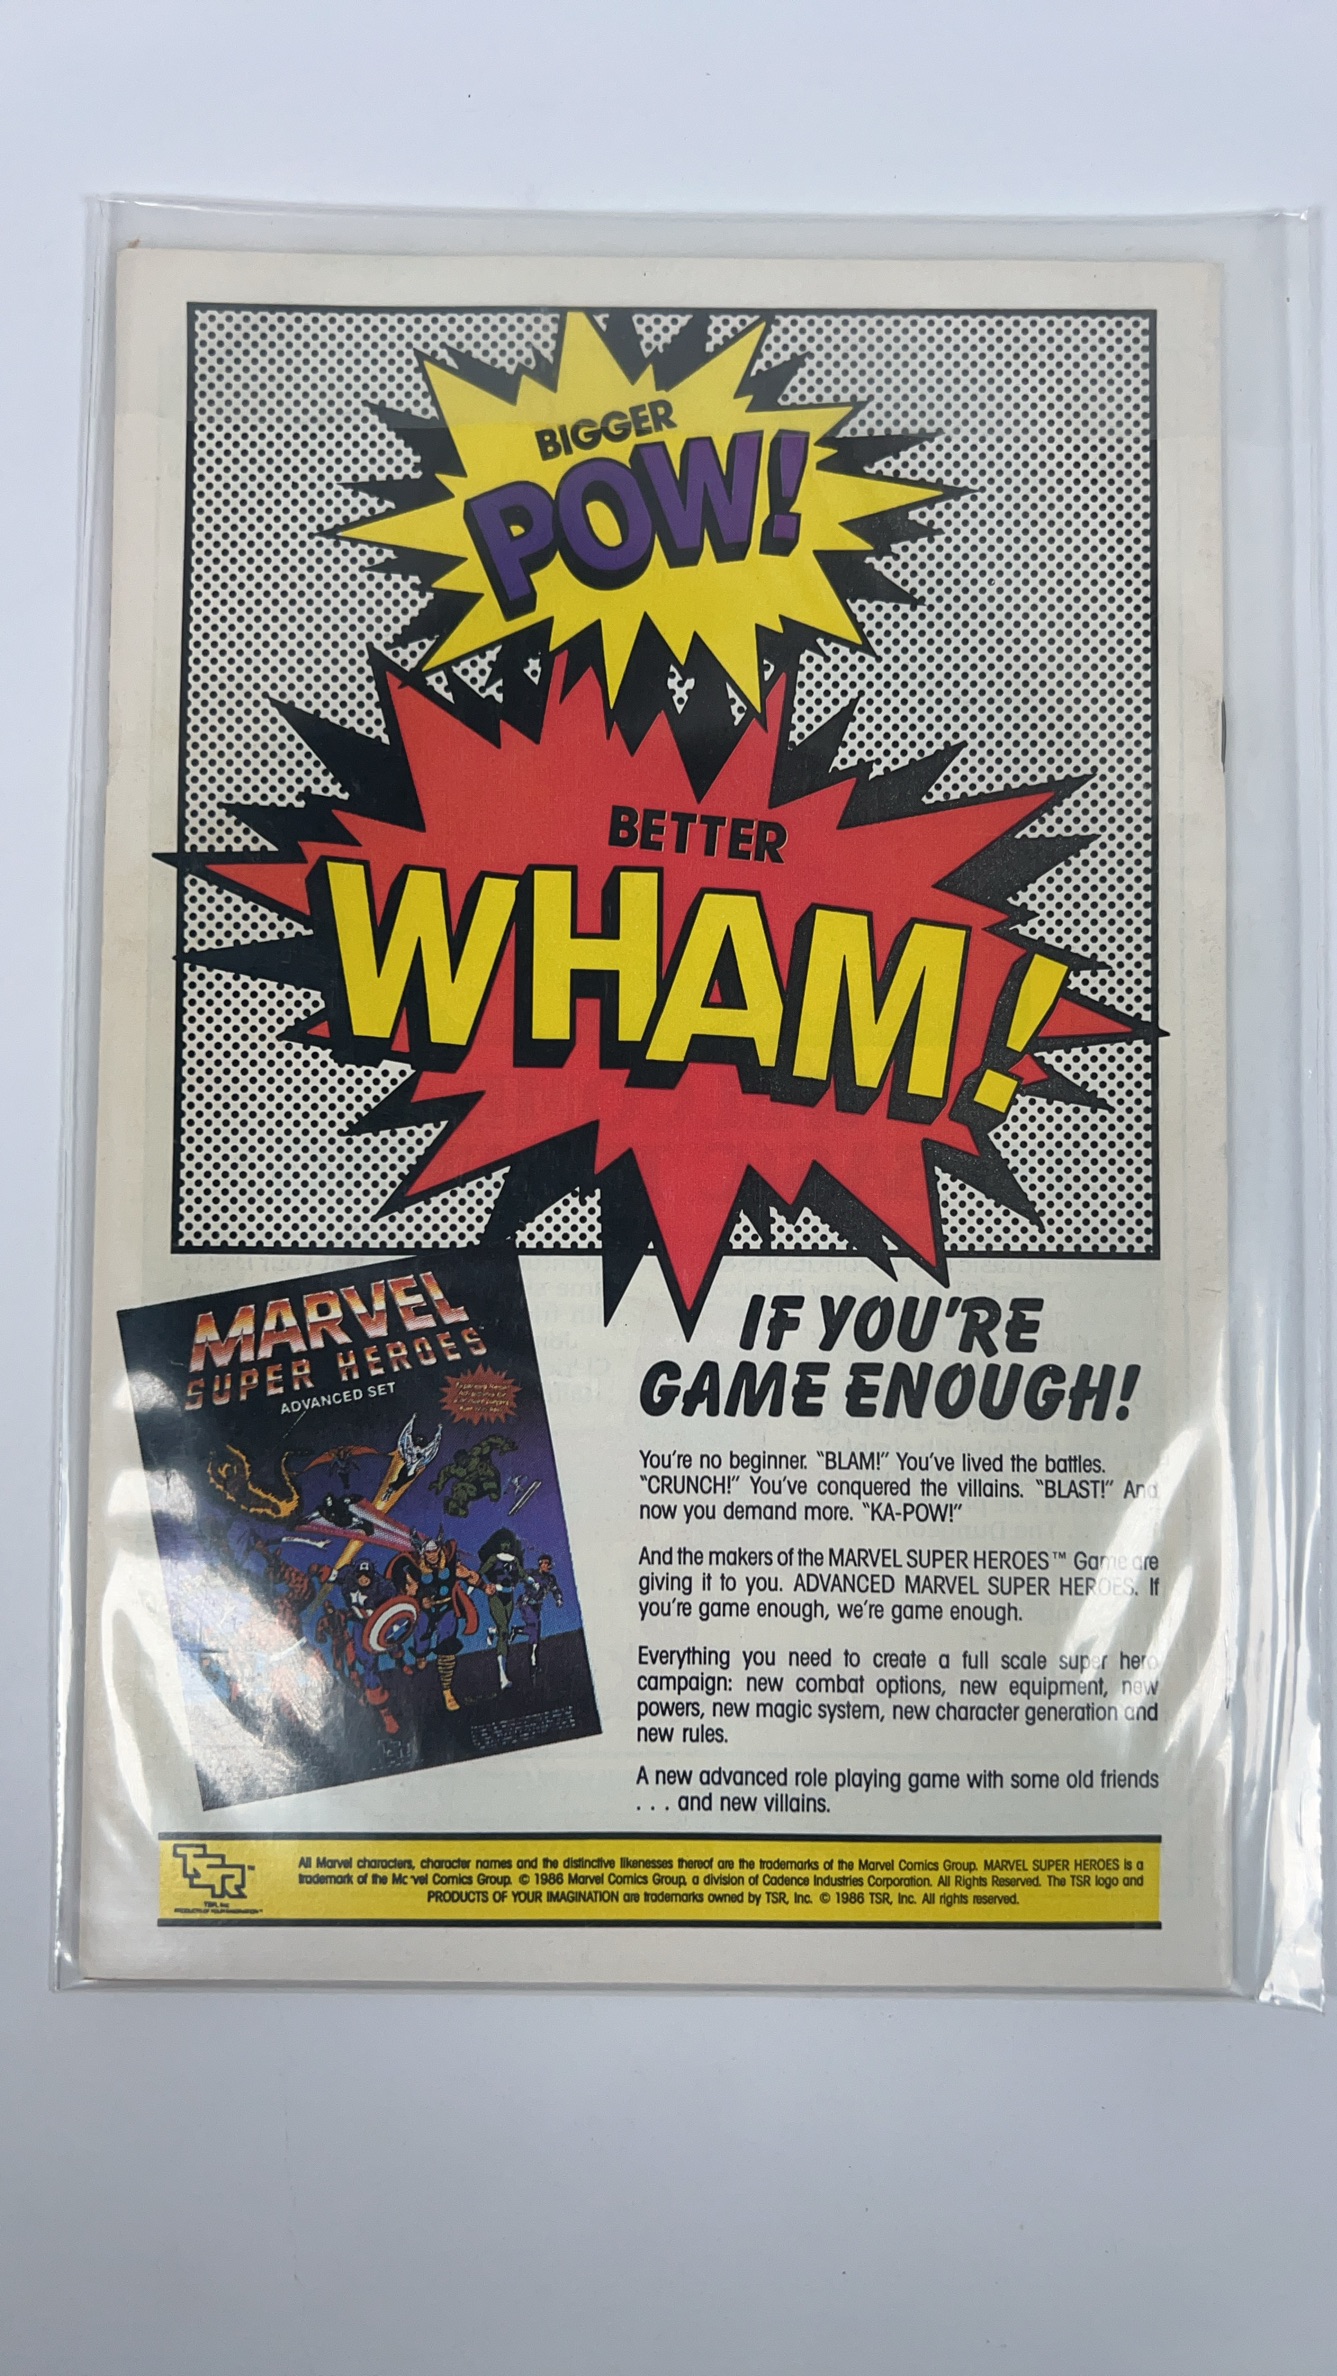 BIGGER
POW!
BETTER
WHAM!
MARVEL
SUPER HEROES
ADVANCED SET
IF YOU'RE
GAME ENOUGH!
You're no beginner. "BLAM!" You've lived the battles.
"CRUNCH!" You've conquered the villains. "BLAST!" And
now you demand more. "KA-POW!"
And the makers of the MARVEL SUPER HEROES™ Game are
giving it to you. ADVANCED MARVEL SUPER HEROES. If
you're game enough, we're game enough.
Everything you need to create a full scale super hero
campaign: new combat options, new equipment, new
powers, new magic system, new character generation and
new rules.
A new advanced role playing game with some old friends
. . . and new villains.
TSR™
TSR, Inc.
PRODUCTS OF YOUR IMAGINATION™
All Marvel characters, character names and the distinctive likenesses thereof are the trademarks of the Marvel Comics Group. MARVEL SUPER HEROES is a
trademark of the Marvel Comics Group. © 1986 Marvel Comics Group, a division of Cadence Industries Corporation. All Rights Reserved. The TSR logo and
PRODUCTS OF YOUR IMAGINATION are trademarks owned by TSR, Inc. © 1986 TSR, Inc. All rights reserved.